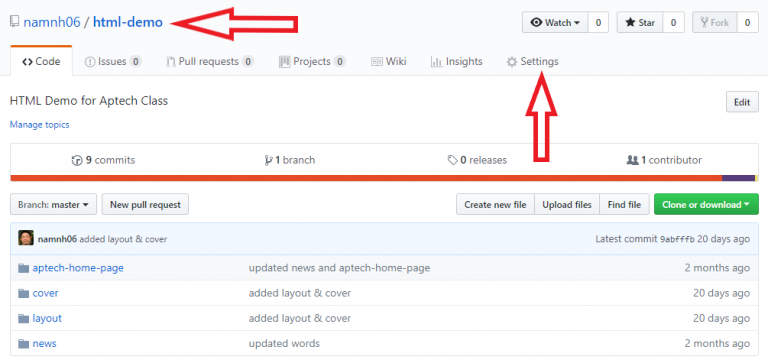 namnh06 / html-demo
Watch 0 Star 0 Fork 0
Code Issues 0 Pull requests 0 Projects 0 Wiki Insights Settings
HTML Demo for Aptech Class Edit
Manage topics
9 commits 1 branch 0 releases 1 contributor
Branch: master New pull request Create new file Upload files Find file Clone or download
namnh06 added layout & cover Latest commit 9abfffb 20 days ago
aptech-home-page updated news and aptech-home-page 2 months ago
cover added layout & cover 20 days ago
layout added layout & cover 20 days ago
news updated words 2 months ago